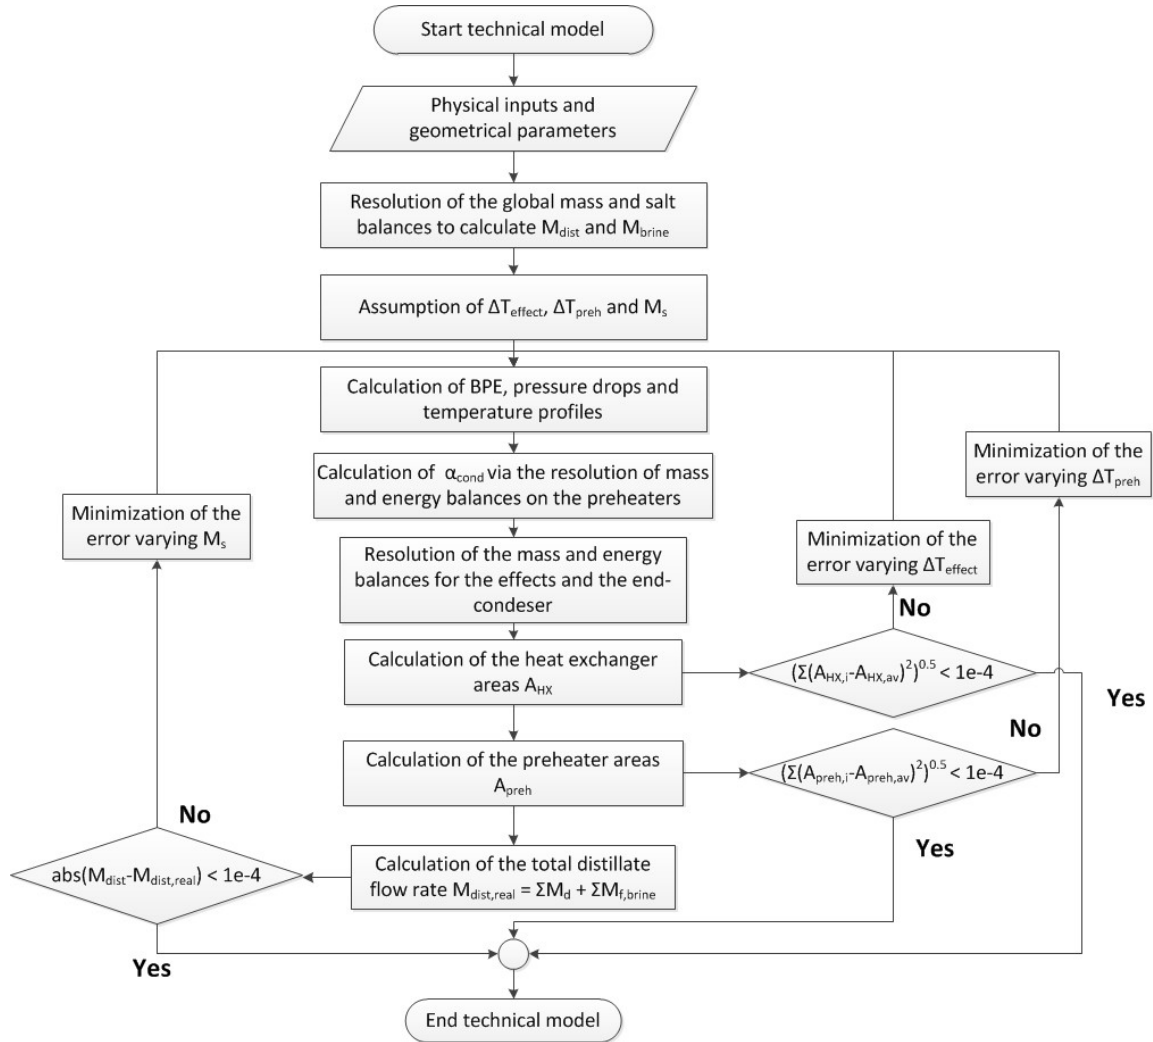 Start technical model
Physical inputs and
geometrical parameters
Resolution of the global mass and salt
balances to calculate M_dist and M_brine
Assumption of ΔT_effect, ΔT_preh and M_s
Calculation of BPE, pressure drops and
temperature profiles
Calculation of α_cond via the resolution of mass
and energy balances on the preheaters
Minimization of the
error varying ΔT_preh
Minimization of the
error varying M_s
Resolution of the mass and energy
balances for the effects and the end-
condeser
Minimization of the
error varying ΔT_effect
No
Calculation of the heat exchanger
areas A_HX
(Σ(A_HX,i-A_HX,av)²)^0.5 < 1e-4
Yes
No
Calculation of the preheater areas
A_preh
(Σ(A_preh,i-A_preh,av)²)^0.5 < 1e-4
Yes
No
abs(M_dist-M_dist,real) < 1e-4
Calculation of the total distillate
flow rate M_dist,real = ΣM_d + ΣM_f,brine
Yes
End technical model